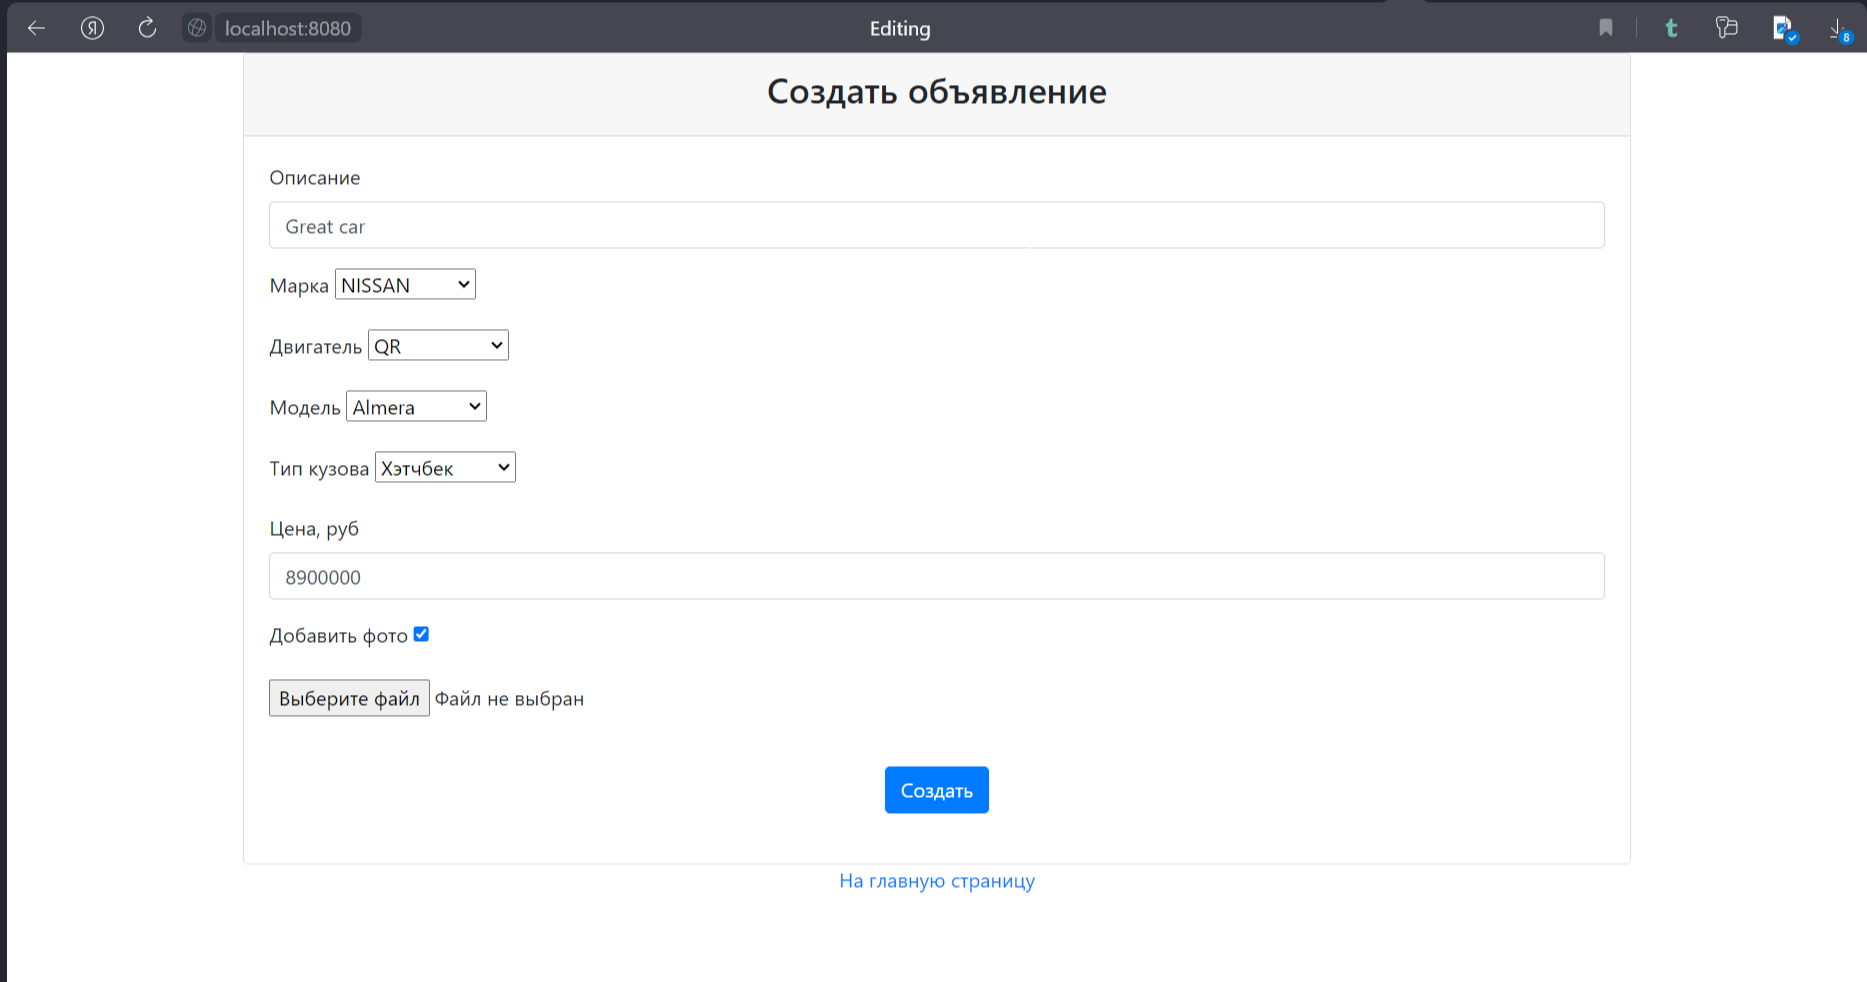 localhost:8080
Editing
8
Создать объявление
Описание
Great car
Марка NISSAN
Двигатель QR
Модель Almera
Тип кузова Хэтчбек
Цена, руб
8900000
Добавить фото
Выберите файл Файл не выбран
Создать
На главную страницу